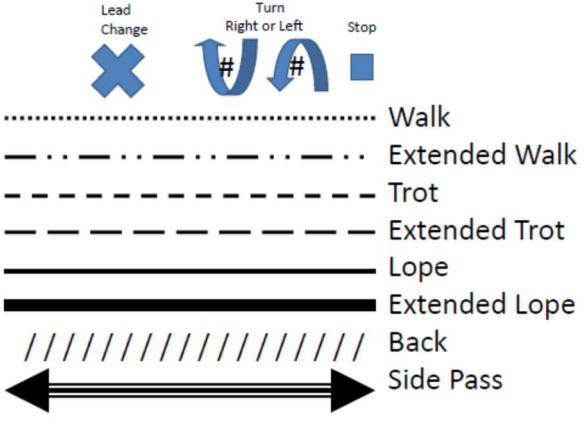 Lead
Change
Turn
Right or Left
Stop
# #
Walk
Extended Walk
Trot
Extended Trot
Lope
Extended Lope
Back
Side Pass